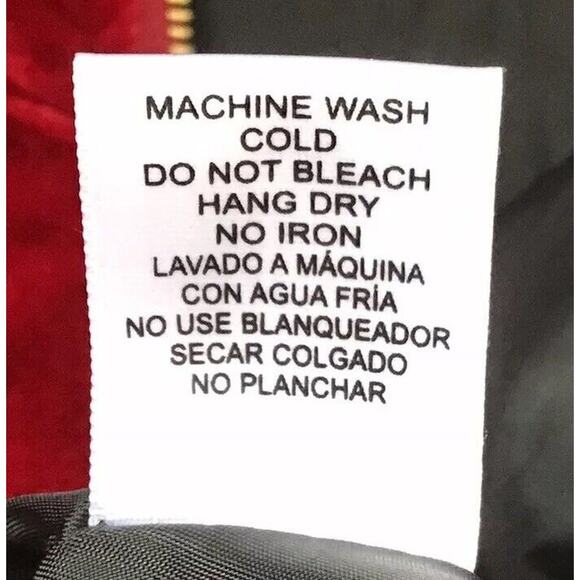 MACHINE WASH
COLD
DO NOT BLEACH
HANG DRY
NO IRON
LAVADO A MÁQUINA
CON AGUA FRÍA
NO USE BLANQUEADOR
SECAR COLGADO
NO PLANCHAR